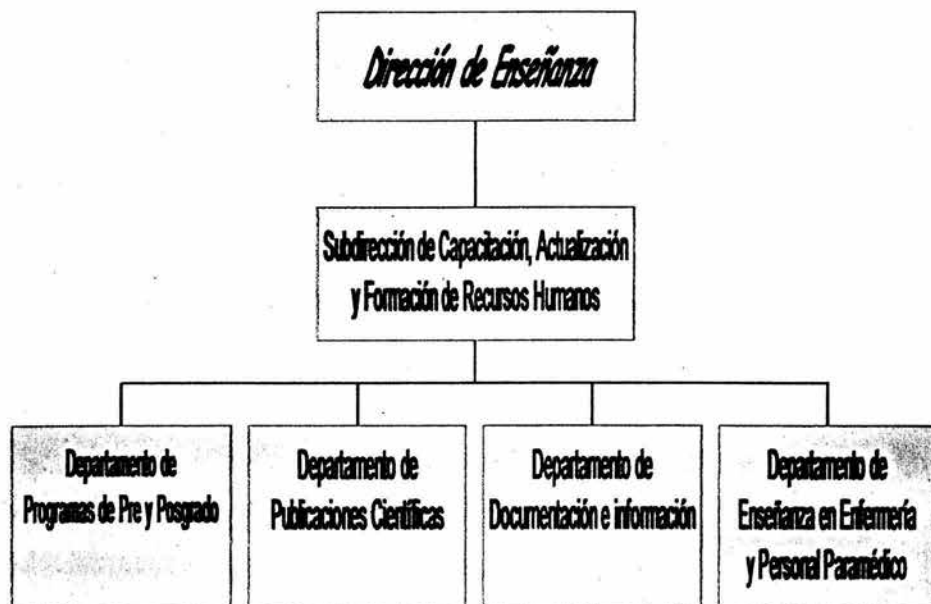 Dirección de Enseñanza
Subdirección de Capacitación, Actualización
y Formación de Recursos Humanos
Departamento de
Programas de Pre y Posgrado
Departamento de
Publicaciones Científicas
Departamento de
Documentación e información
Departamento de
Enseñanza en Enfermería
y Personal Paramédico